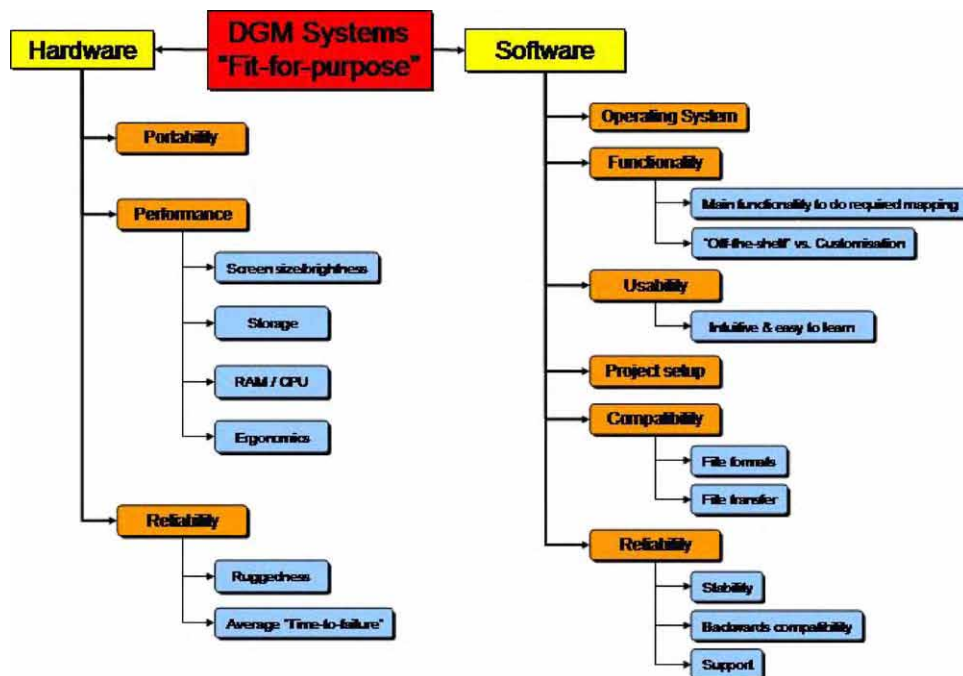 DGM Systems
"Fit-for-purpose"
Hardware
Portability
Performance
Screen size/brightness
Storage
RAM / CPU
Ergonomics
Reliability
Ruggedness
Average "Time-to-failure"
Software
Operating System
Functionality
Main functionality to do required mapping
"Off-the-shelf" vs. Customisation
Usability
Intuitive & easy to learn
Project setup
Compatibility
File formats
File transfer
Reliability
Stability
Backwards compatibility
Support